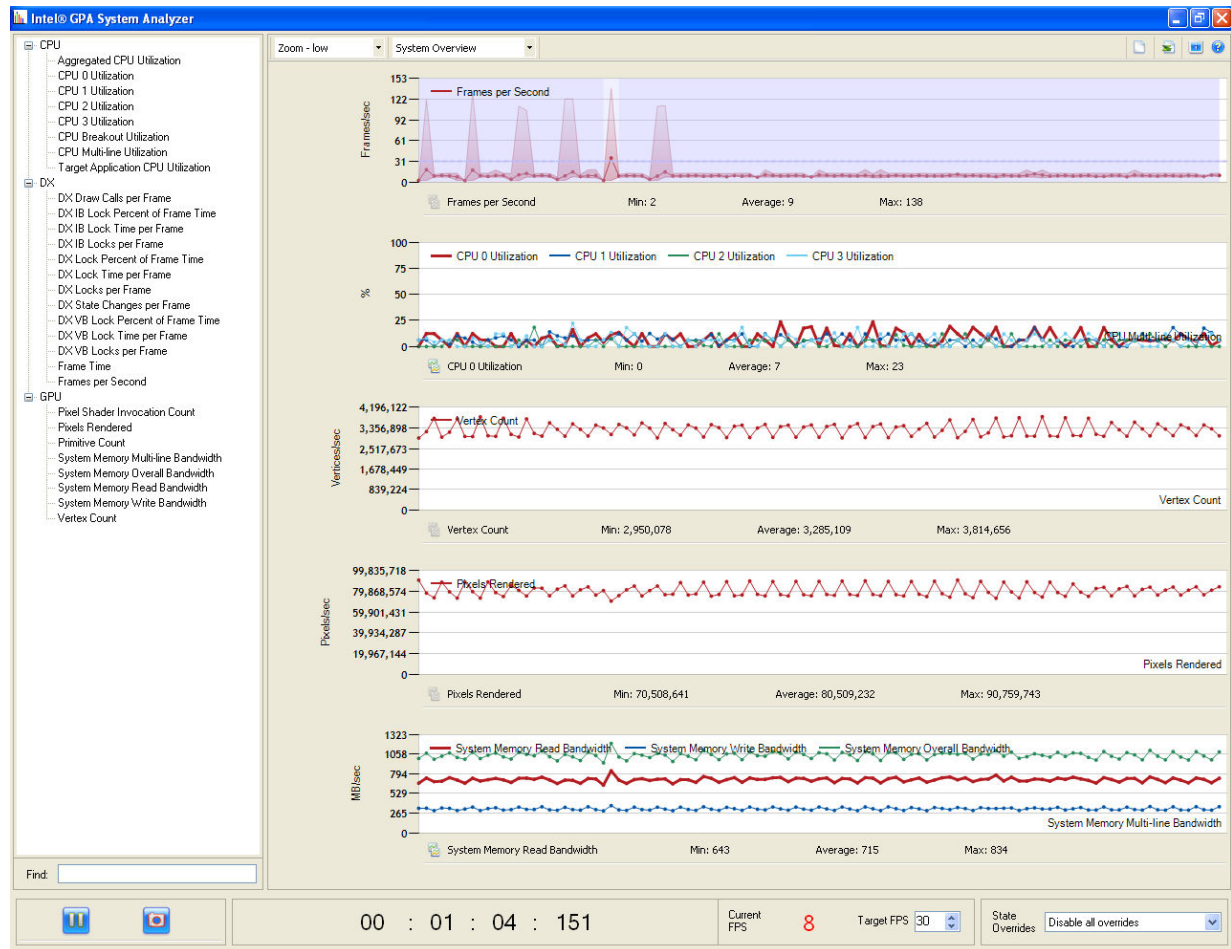 Intel® GPA System Analyzer
CPU
Aggregated CPU Utilization
CPU 0 Utilization
CPU 1 Utilization
CPU 2 Utilization
CPU 3 Utilization
CPU Breakout Utilization
CPU Multi-line Utilization
Target Application CPU Utilization
DX
DX Draw Calls per Frame
DX IB Lock Percent of Frame Time
DX IB Lock Time per Frame
DX IB Locks per Frame
DX Lock Percent of Frame Time
DX Lock Time per Frame
DX Locks per Frame
DX State Changes per Frame
DX VB Lock Percent of Frame Time
DX VB Lock Time per Frame
DX VB Locks per Frame
Frame Time
Frames per Second
GPU
Pixel Shader Invocation Count
Pixels Rendered
Primitive Count
System Memory Multi-line Bandwidth
System Memory Overall Bandwidth
System Memory Read Bandwidth
System Memory Write Bandwidth
Vertex Count
Find:
Zoom - low System Overview
Frames/sec
153
122
92
61
31
0
Frames per Second
Frames per Second Min: 2 Average: 9 Max: 138
%
100
75
50
25
0
CPU 0 Utilization CPU 1 Utilization CPU 2 Utilization CPU 3 Utilization
CPU Multi-line Utilization
CPU 0 Utilization Min: 0 Average: 7 Max: 23
Vertices/sec
4,196,122
3,356,898
2,517,673
1,678,449
839,224
0
Vertex Count
Vertex Count
Vertex Count Min: 2,950,078 Average: 3,285,109 Max: 3,814,656
Pixels/sec
99,835,718
79,868,574
59,901,431
39,934,287
19,967,144
0
Pixels Rendered
Pixels Rendered
Pixels Rendered Min: 70,508,641 Average: 80,509,232 Max: 90,759,743
MB/sec
1323
1058
794
529
265
0
System Memory Read Bandwidth System Memory Write Bandwidth System Memory Overall Bandwidth
System Memory Multi-line Bandwidth
System Memory Read Bandwidth Min: 643 Average: 715 Max: 834
00 : 01 : 04 : 151
Current FPS 8
Target FPS 30
State Overrides Disable all overrides